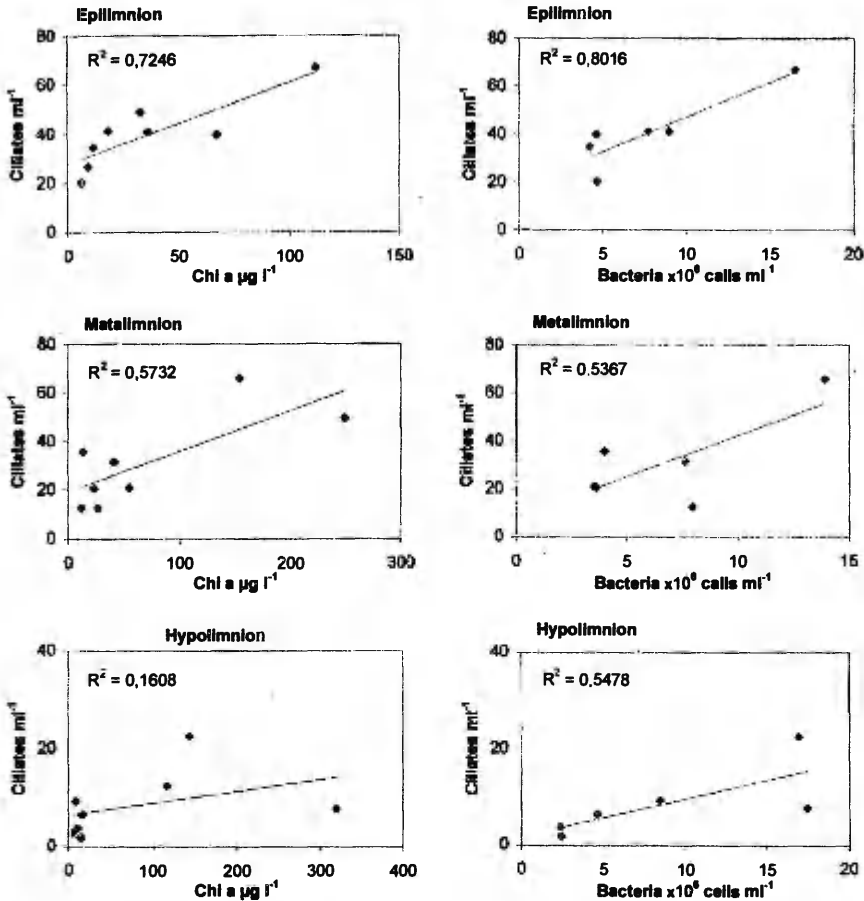 Epilimnion
80
60
40
20
0
R² = 0,7246
Ciliates ml⁻¹
0 50 100 150
Chl a µg l⁻¹
Epilimnion
80
60
40
20
0
R² = 0,8016
Ciliates ml⁻¹
0 5 10 15 20
Bacteria x10⁶ calls ml⁻¹
Matalimnion
80
60
40
20
0
R² = 0,5732
Ciliates ml⁻¹
0 100 200 300
Chl a µg l⁻¹
Metalimnion
80
60
40
20
0
R² = 0,5367
Ciliates ml⁻¹
0 5 10 15
Bacteria x10⁶ calls ml⁻¹
Hypolimnion
40
20
0
R² = 0,1608
Ciliates ml⁻¹
0 100 200 300 400
Chl a µg l⁻¹
Hypolimnion
40
20
0
R² = 0,5478
Ciliates ml⁻¹
0 5 10 15 20
Bacteria x10⁶ calls ml⁻¹